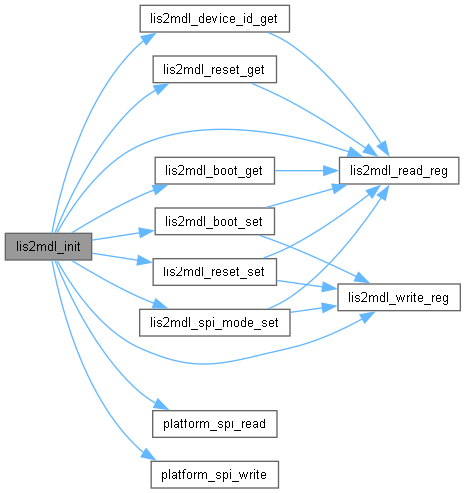 lis2mdl_device_id_get
lis2mdl_reset_get
lis2mdl_boot_get
lis2mdl_read_reg
lis2mdl_boot_set
lis2mdl_init
lis2mdl_reset_set
lis2mdl_write_reg
lis2mdl_spi_mode_set
platform_spi_read
platform_spi_write